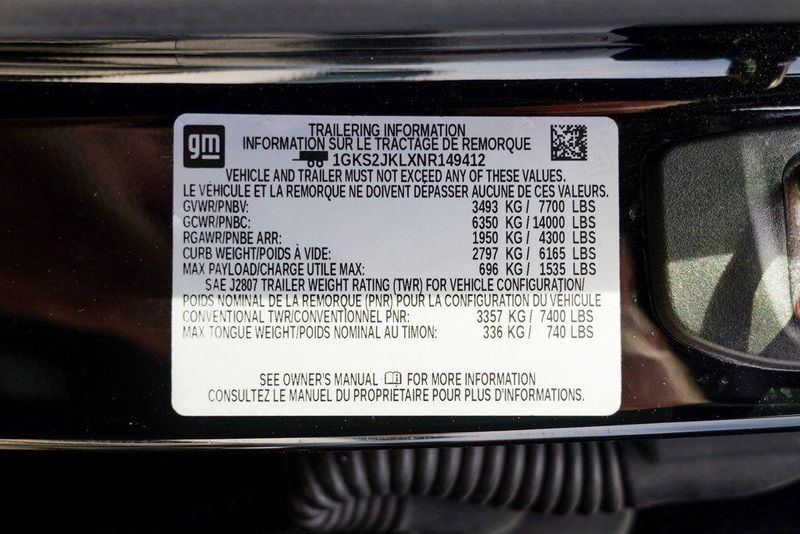 gm
TRAILERING INFORMATION
INFORMATION SUR LE TRACTAGE DE REMORQUE
1GKS2JKLXNR149412
VEHICLE AND TRAILER MUST NOT EXCEED ANY OF THESE VALUES.
LE VÉHICULE ET LA REMORQUE NE DOIVENT DÉPASSER AUCUNE DE CES VALEURS.
GVWR/PNBV: 3493 KG / 7700 LBS
GCWR/PNBC: 6350 KG / 14000 LBS
RGAWR/PNBE ARR: 1950 KG / 4300 LBS
CURB WEIGHT/POIDS À VIDE: 2797 KG / 6165 LBS
MAX PAYLOAD/CHARGE UTILE MAX: 696 KG / 1535 LBS
SAE J2807 TRAILER WEIGHT RATING (TWR) FOR VEHICLE CONFIGURATION/
POIDS NOMINAL DE LA REMORQUE (PNR) POUR LA CONFIGURATION DU VÉHICULE
CONVENTIONAL TWR/CONVENTIONNEL PNR: 3357 KG / 7400 LBS
MAX TONGUE WEIGHT/POIDS NOMINAL AU TIMON: 336 KG / 740 LBS
SEE OWNER'S MANUAL FOR MORE INFORMATION
CONSULTEZ LE MANUEL DU PROPRIÉTAIRE POUR PLUS D'INFORMATIONS.